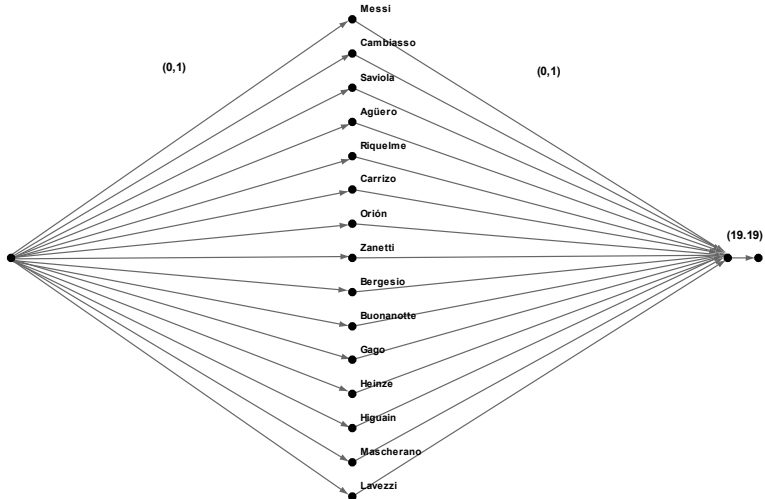 Messi
Cambiasso
(0,1)
(0,1)
Saviola
Agüero
Riquelme
Carrizo
Orión
(19.19)
Zanetti
Bergesio
Buonanotte
Gago
Heinze
Higuain
Mascherano
Lavezzi